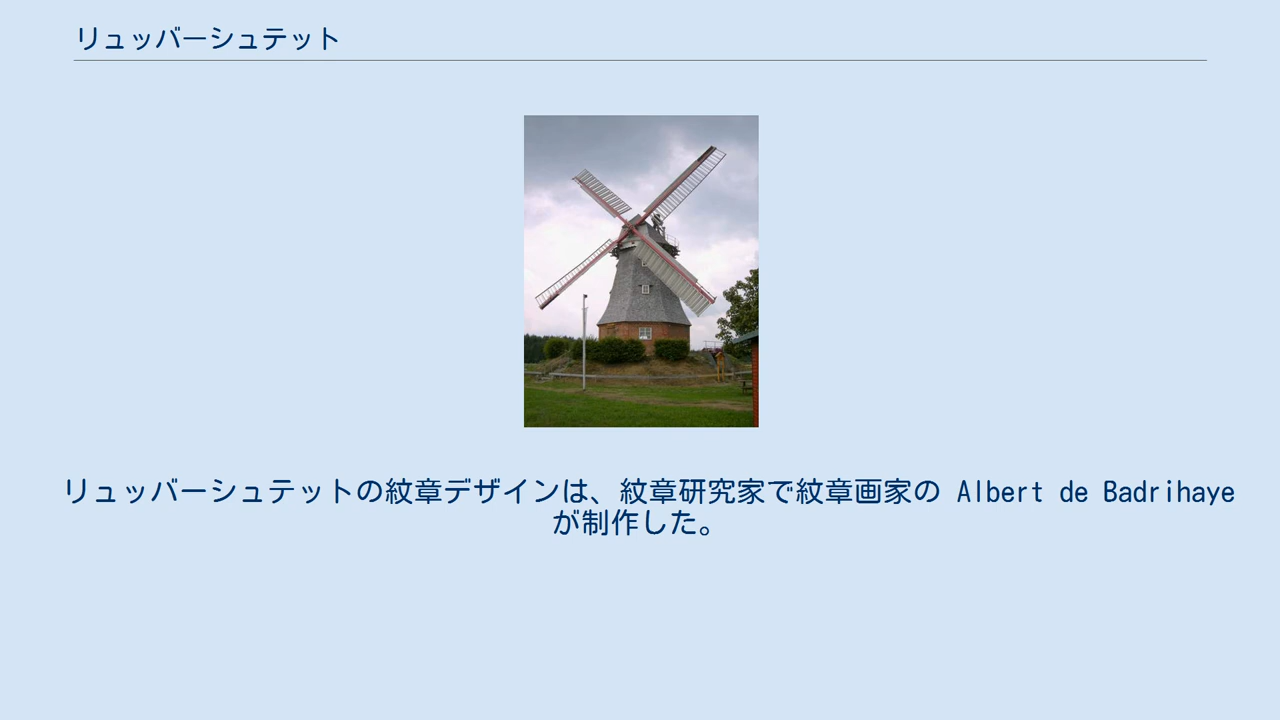 リュッバーシュテット
リュッバーシュテットの紋章デザインは、紋章研究家で紋章画家の Albert de Badrihaye
が制作した。